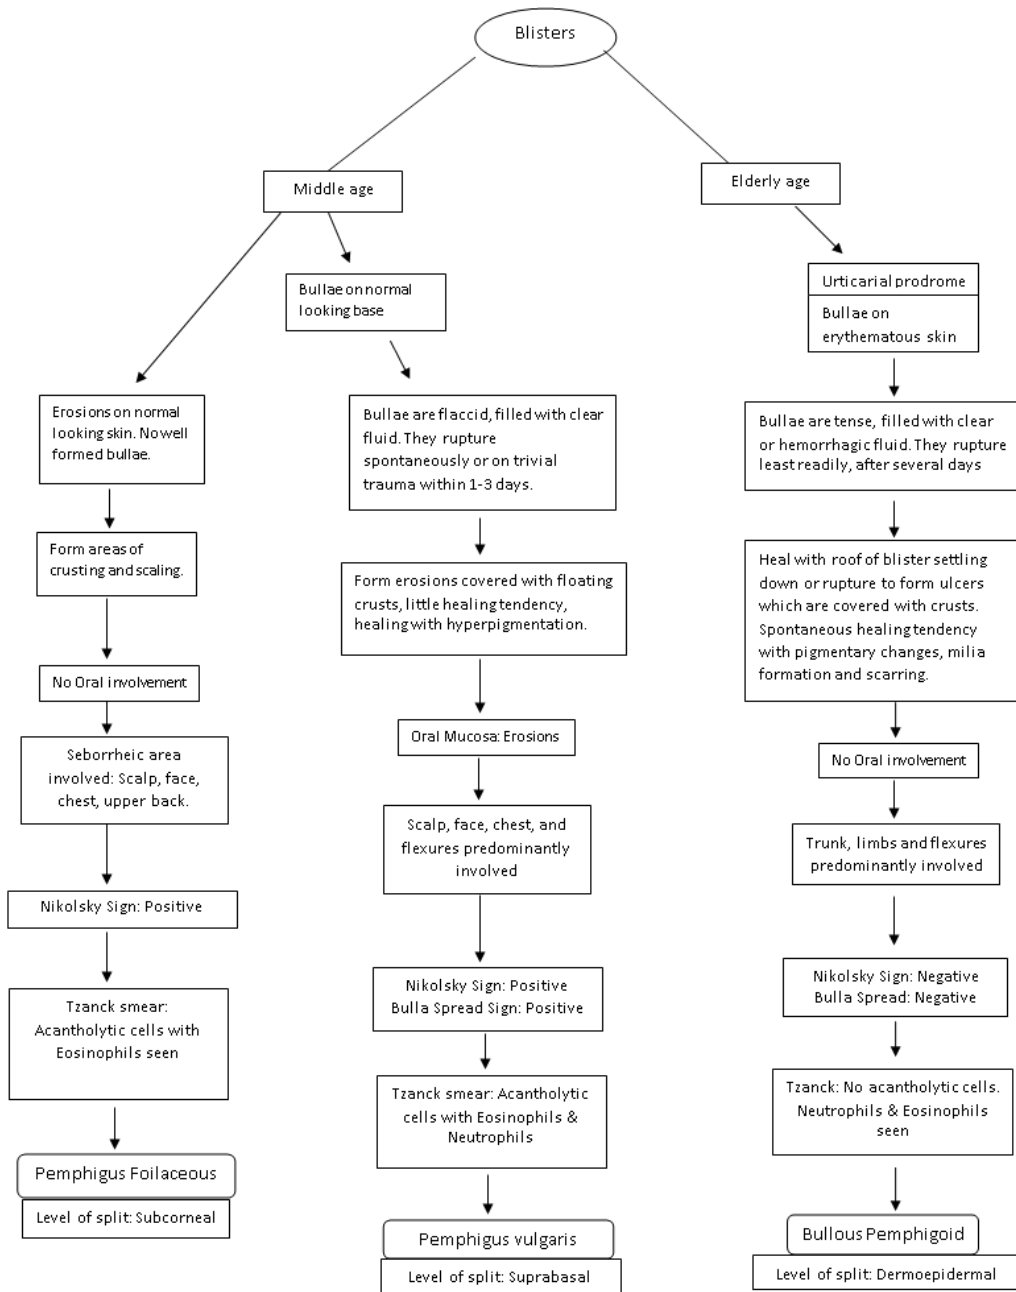 Blisters
Middle age
Elderly age
Bullae on normal
looking base
Urticarial prodrome
Bullae on
erythematous skin
Erosions on normal
looking skin. No well
formed bullae.
Form areas of
crusting and scaling.
No Oral involvement
Seborrheic area
involved: Scalp, face,
chest, upper back.
Nikolsky Sign: Positive
Tzanck smear:
Acantholytic cells with
Eosinophils seen
Pemphigus Foilaceous
Level of split: Subcorneal
Bullae are flaccid, filled with clear
fluid. They rupture
spontaneously or on trivial
trauma within 1-3 days.
Form erosions covered with floating
crusts, little healing tendency,
healing with hyperpigmentation.
Oral Mucosa: Erosions
Scalp, face, chest, and
flexures predominantly
involved
Nikolsky Sign: Positive
Bulla Spread Sign: Positive
Tzanck smear: Acantholytic
cells with Eosinophils &
Neutrophils
Pemphigus vulgaris
Level of split: Suprabasal
Bullae are tense, filled with clear
or hemorrhagic fluid. They rupture
least readily, after several days
Heal with roof of blister settling
down or rupture to form ulcers
which are covered with crusts.
Spontaneous healing tendency
with pigmentary changes, milia
formation and scarring.
No Oral involvement
Trunk, limbs and flexures
predominantly involved
Nikolsky Sign: Negative
Bulla Spread: Negative
Tzanck: No acantholytic cells.
Neutrophils & Eosinophils
seen
Bullous Pemphigoid
Level of split: Dermoepidermal